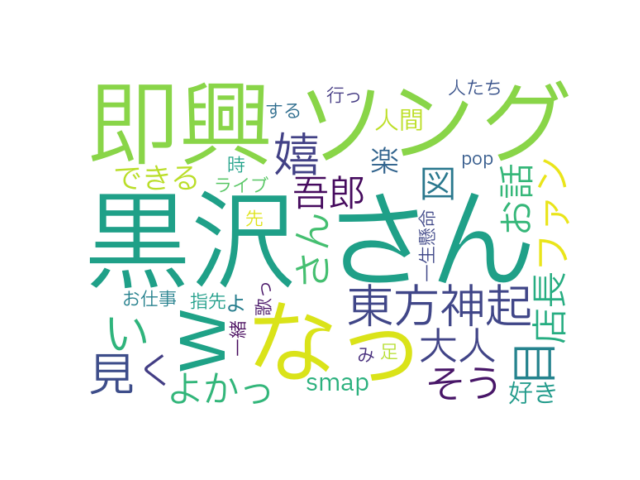 即興ソング
人たち
行っ
する
人間
嬉
時
楽
pop
できる
ライブ
吾郎
図
お話
ファン
黒沢さん
先
さん
一生懸命
お仕事
指先
よ
歌っ
東方神起
店長
い
w
なっ
一緒
大人
目
見
く
よかっ
み
足
smap
そう
好き